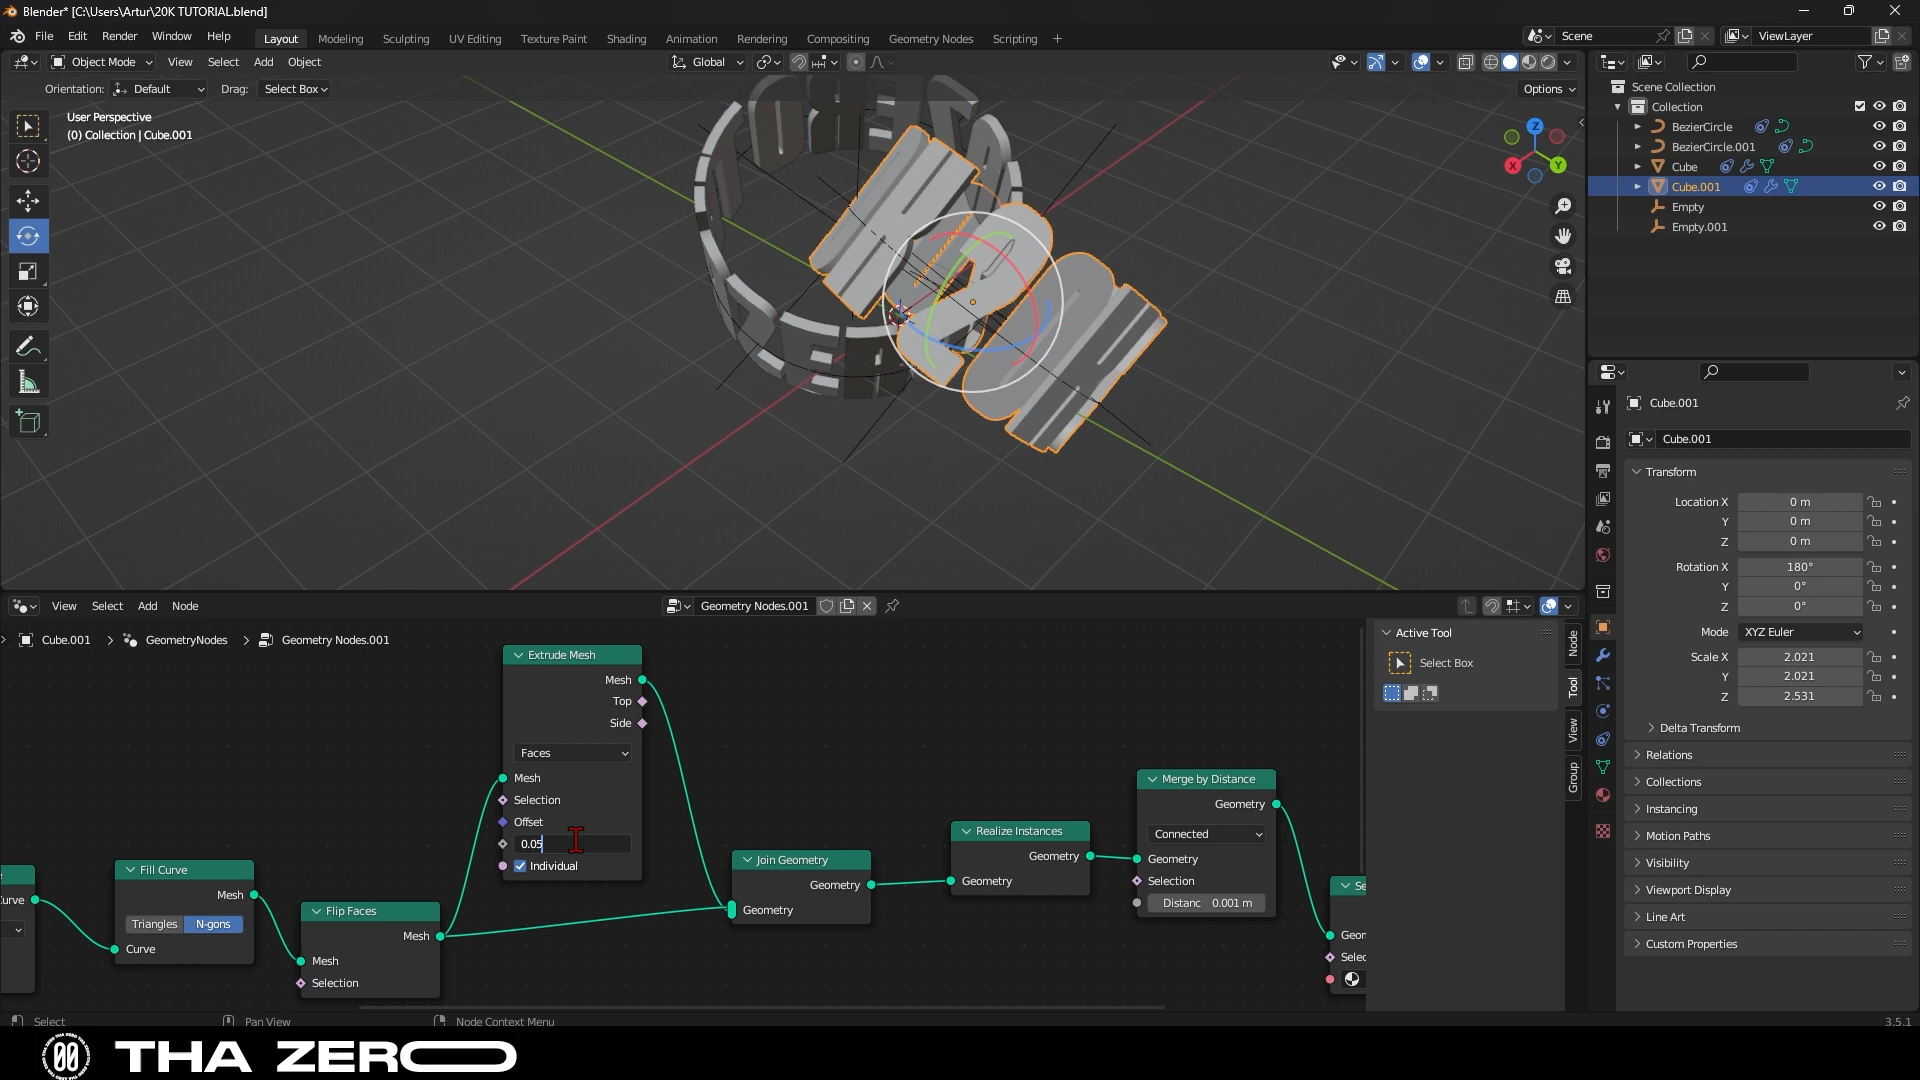 Blender* [C:\Users\Artur\20K TUTORIAL.blend]
File Edit Render Window Help Layout Modeling Sculpting UV Editing Texture Paint Shading Animation Rendering Compositing Geometry Nodes Scripting + Scene ViewLayer
Object Mode View Select Add Object Global
Orientation: Default Drag: Select Box Options
User Perspective
(0) Collection | Cube.001
Z
X
Y
Scene Collection
Collection
BezierCircle
BezierCircle.001
Cube
Cube.001
Empty
Empty.001
Cube.001
Cube.001
Transform
Location X 0 m
Y 0 m
Z 0 m
Rotation X 180°
Y 0°
Z 0°
Mode XYZ Euler
Scale X 2.021
Y 2.021
Z 2.531
Delta Transform
Relations
Collections
Instancing
Motion Paths
Visibility
Viewport Display
Line Art
Custom Properties
View Select Add Node Geometry Nodes.001
Cube.001 > GeometryNodes > Geometry Nodes.001
Active Tool
Select Box
Node
Tool
View
Group
Extrude Mesh
Mesh
Top
Side
Faces
Mesh
Selection
Offset
0.05
Individual
Fill Curve
Mesh
Triangles N-gons
Curve
Flip Faces
Mesh
Mesh
Selection
Join Geometry
Geometry
Geometry
Realize Instances
Geometry
Geometry
Merge by Distance
Geometry
Connected
Geometry
Selection
Distanc 0.001 m
Select Pan View Node Context Menu 3.5.1
THA ZERO